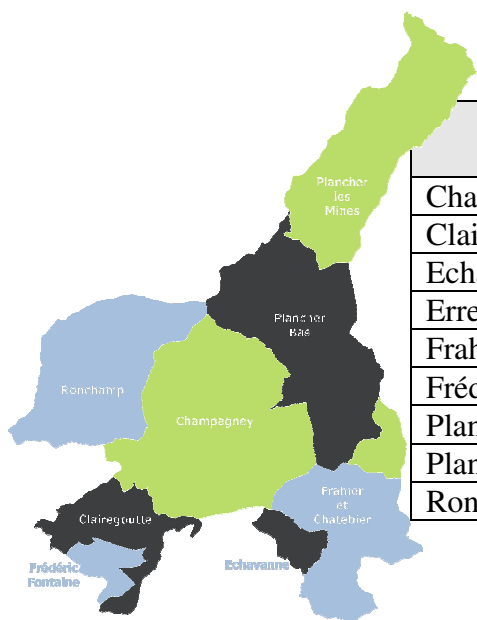 Plancher
les
Mines
Cha
Clai
Echa
Erre
Frah
Fréd
Plan
Plan
Ron
Plancher
Bas
Ronchamp
Champagney
Frahier
et
Chatebier
Clairegoutte
Echavanne
Frédéric
Fontaine